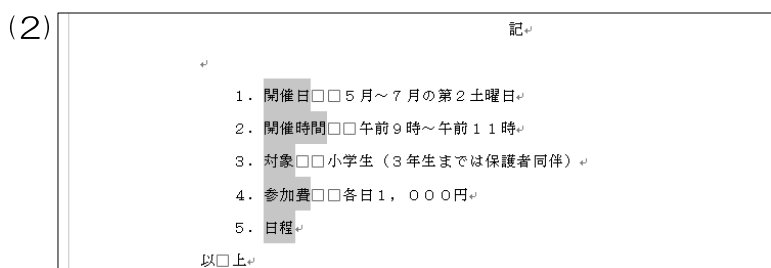 (2)
記↵
↵
１．開催日□□５月～７月の第２土曜日↵
２．開催時間□□午前９時～午前１１時↵
３．対象□□小学生（３年生までは保護者同伴）↵
４．参加費□□各日１，０００円↵
５．日程↵
以□上↵